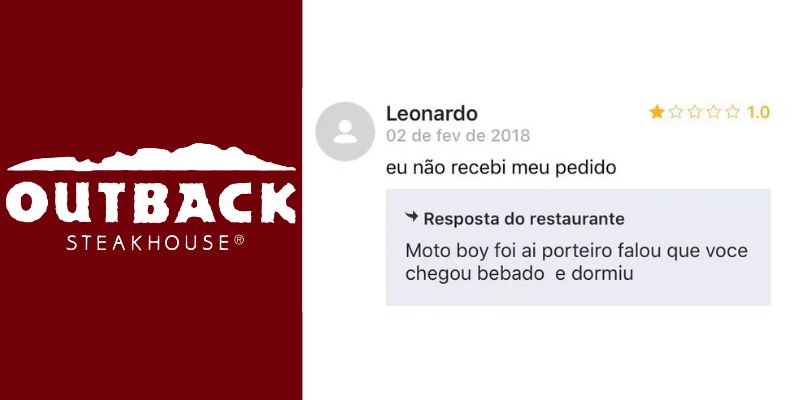 OUTBACK
STEAKHOUSE®
Leonardo
1.0
02 de fev de 2018
eu não recebi meu pedido
Resposta do restaurante
Moto boy foi ai porteiro falou que voce
chegou bebado  e dormiu